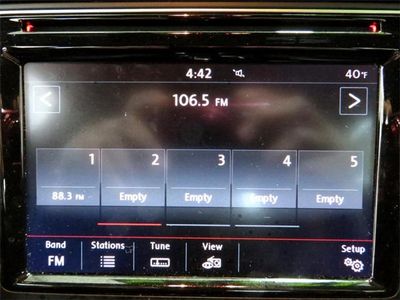 4:42 40°F
106.5 FM
1 2 3 4 5
88.3 FM Empty Empty Empty Empty
Band Stations Tune View Setup
FM